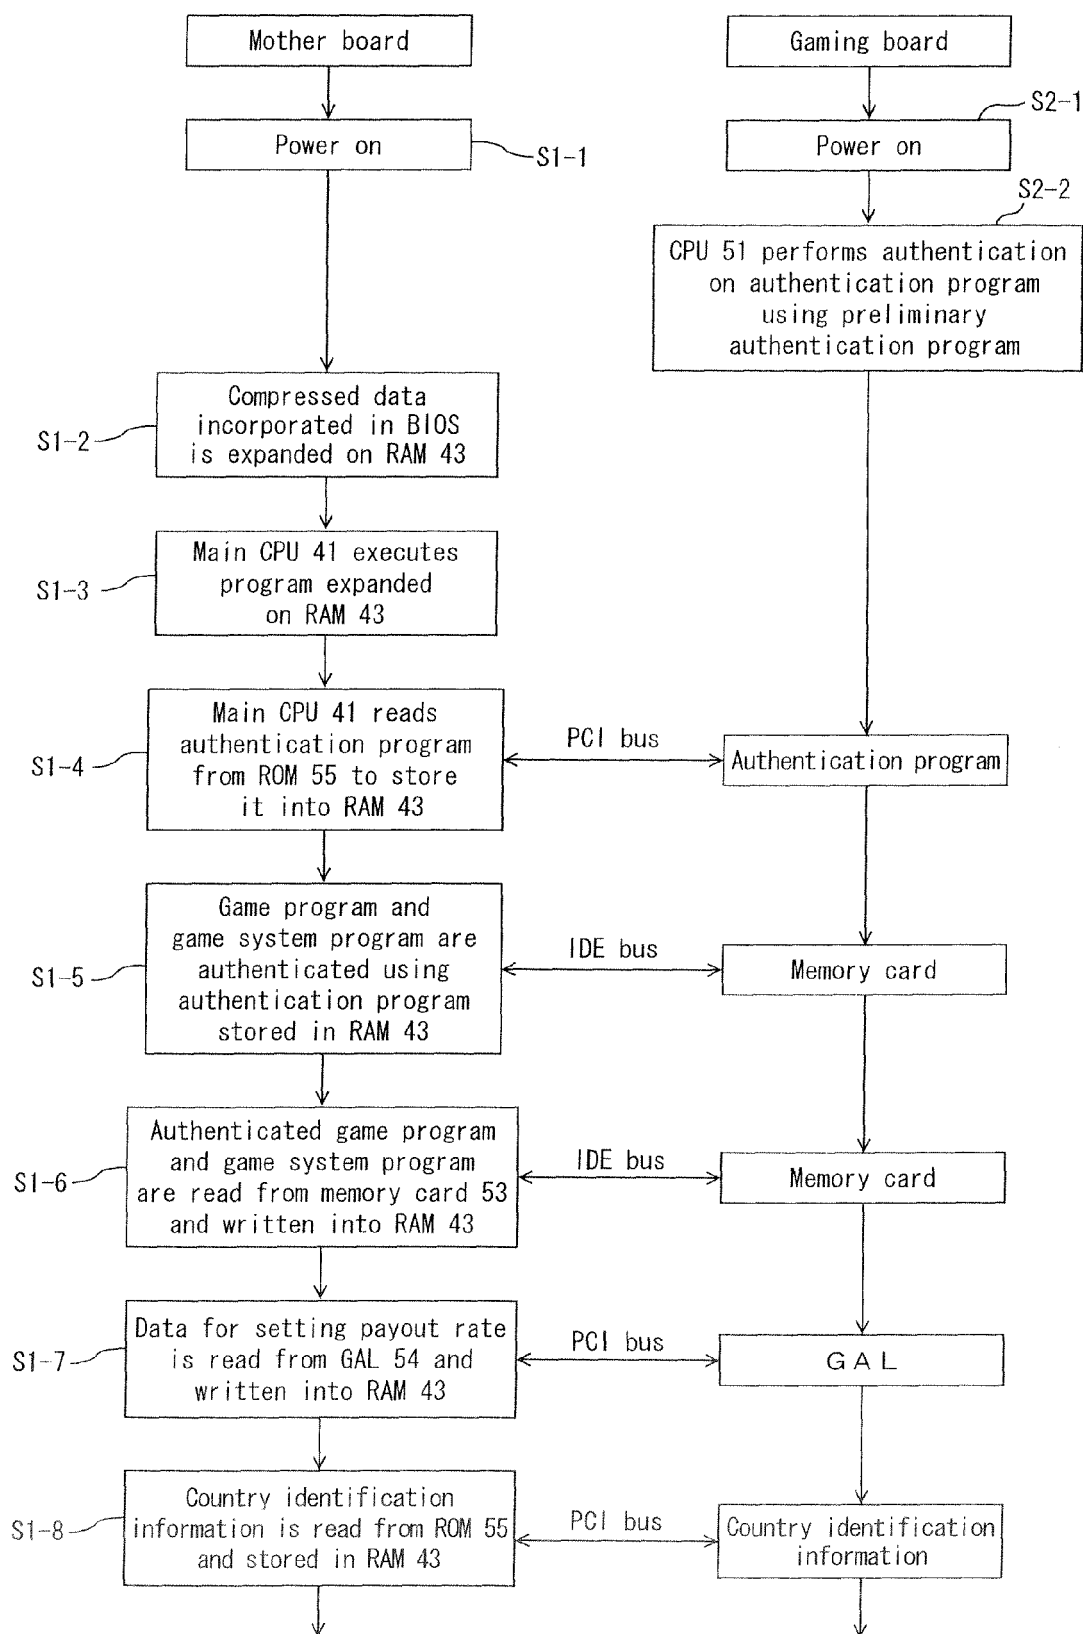 Mother board
Gaming board
S2-1
Power on
S1-1
Power on
S2-2
CPU 51 performs authentication
on authentication program
using preliminary
authentication program
Compressed data
incorporated in BIOS
is expanded on RAM 43
S1-2
Main CPU 41 executes
program expanded
on RAM 43
S1-3
Main CPU 41 reads
authentication program
from ROM 55 to store
it into RAM 43
S1-4
PCI bus
Authentication program
Game program and
game system program are
authenticated using
authentication program
stored in RAM 43
S1-5
IDE bus
Memory card
Authenticated game program
and game system program
are read from memory card 53
and written into RAM 43
S1-6
IDE bus
Memory card
Data for setting payout rate
is read from GAL 54 and
written into RAM 43
S1-7
PCI bus
GAL
Country identification
information is read from ROM 55
and stored in RAM 43
S1-8
PCI bus
Country identification
information